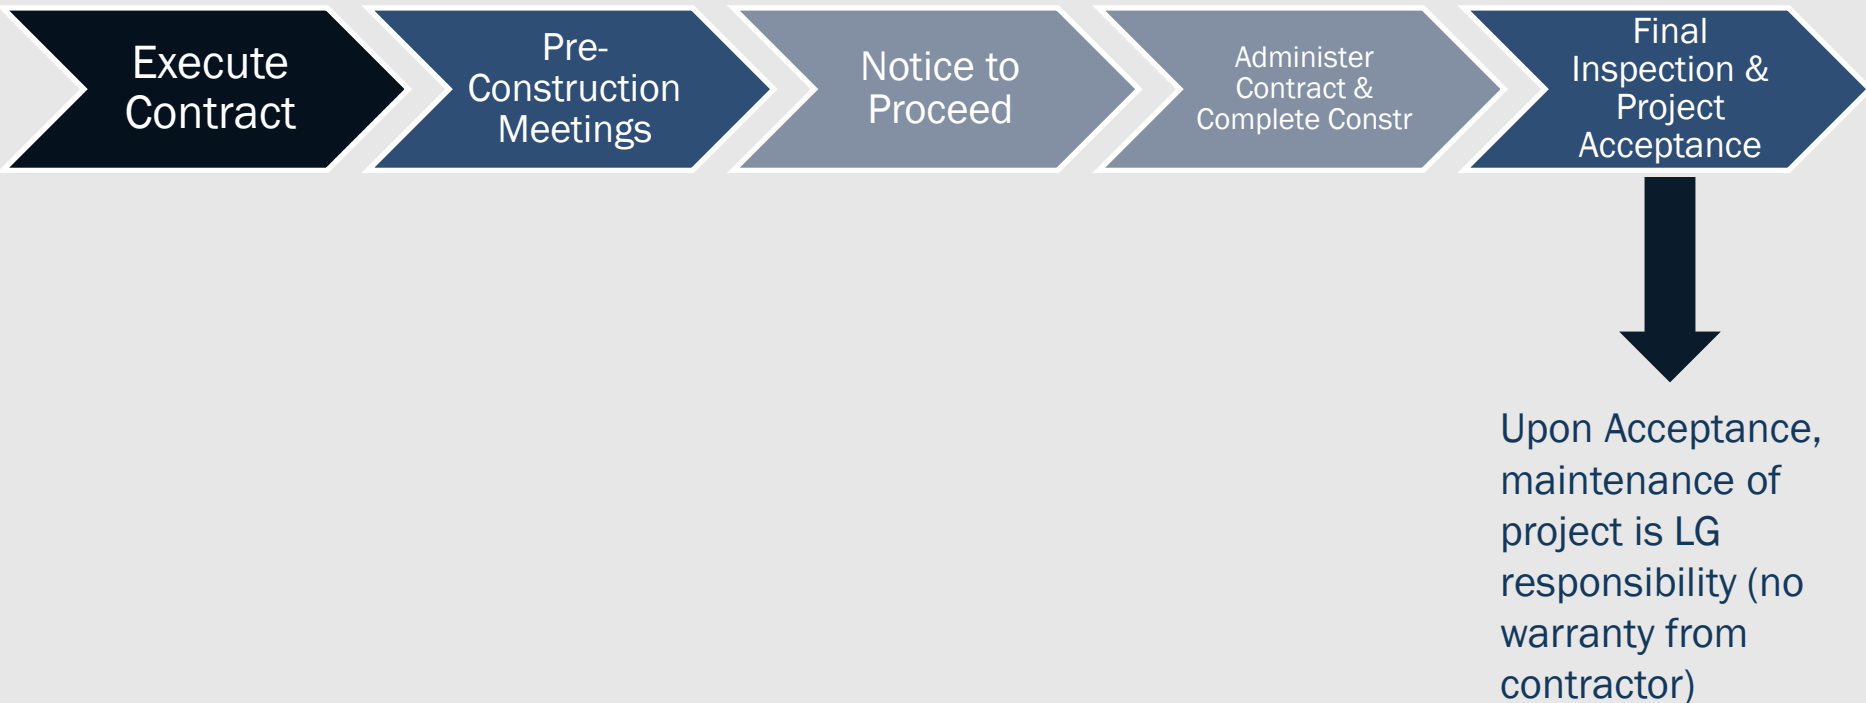 Execute
Contract
Pre-
Construction
Meetings
Notice to
Proceed
Administer
Contract &
Complete Constr
Final
Inspection &
Project
Acceptance
Upon Acceptance,
maintenance of
project is LG
responsibility (no
warranty from
contractor)